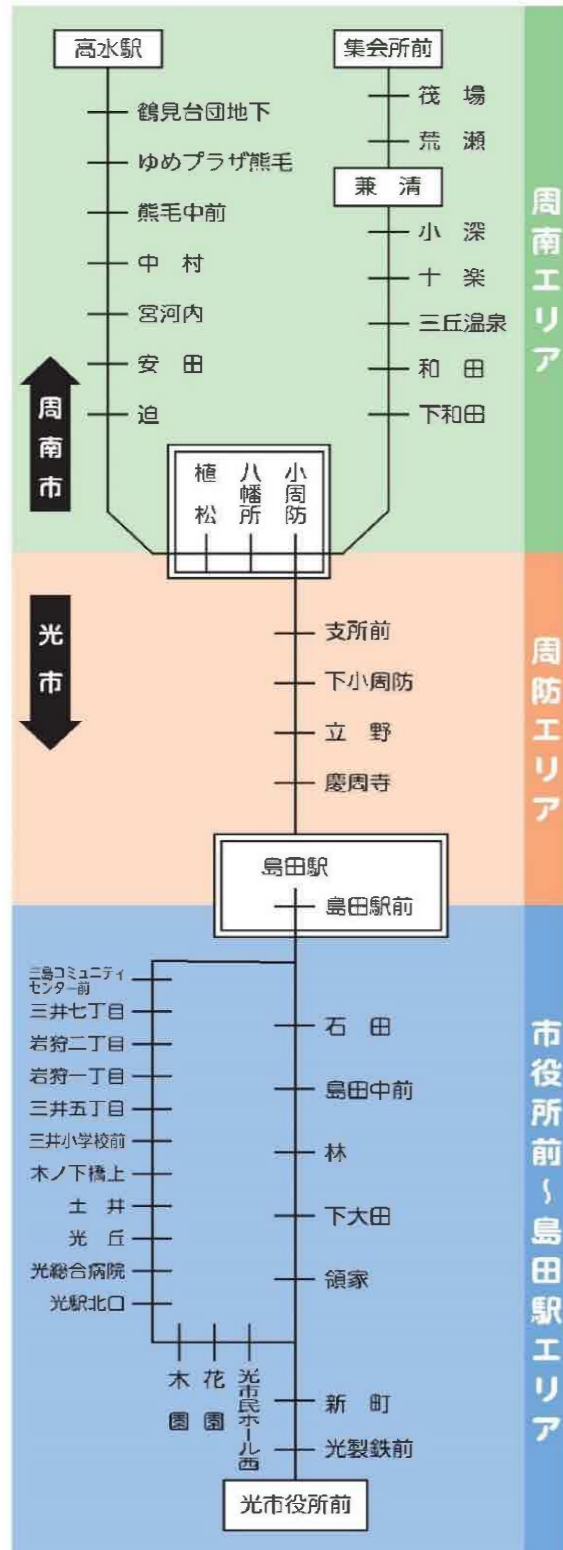 高水駅
鶴見台団地下
ゆめプラザ熊毛
熊毛中前
中村
宮河内
安田
迫
集会所前
筏場
荒瀬
兼清
小深
十楽
三丘温泉
和田
下和田
周南エリア
周南市
植松
八幡所
小周防
光市
支所前
下小周防
立野
慶周寺
周防エリア
島田駅
島田駅前
三島コミュニティ
センター前
三井七丁目
岩狩二丁目
岩狩一丁目
三井五丁目
三井小学校前
木ノ下橋上
土井
光丘
光総合病院
光駅北口
木園
花園
光市民ホール西
石田
島田中前
林
下大田
領家
新町
光製鉄前
光市役所前
市役所前～島田駅エリア